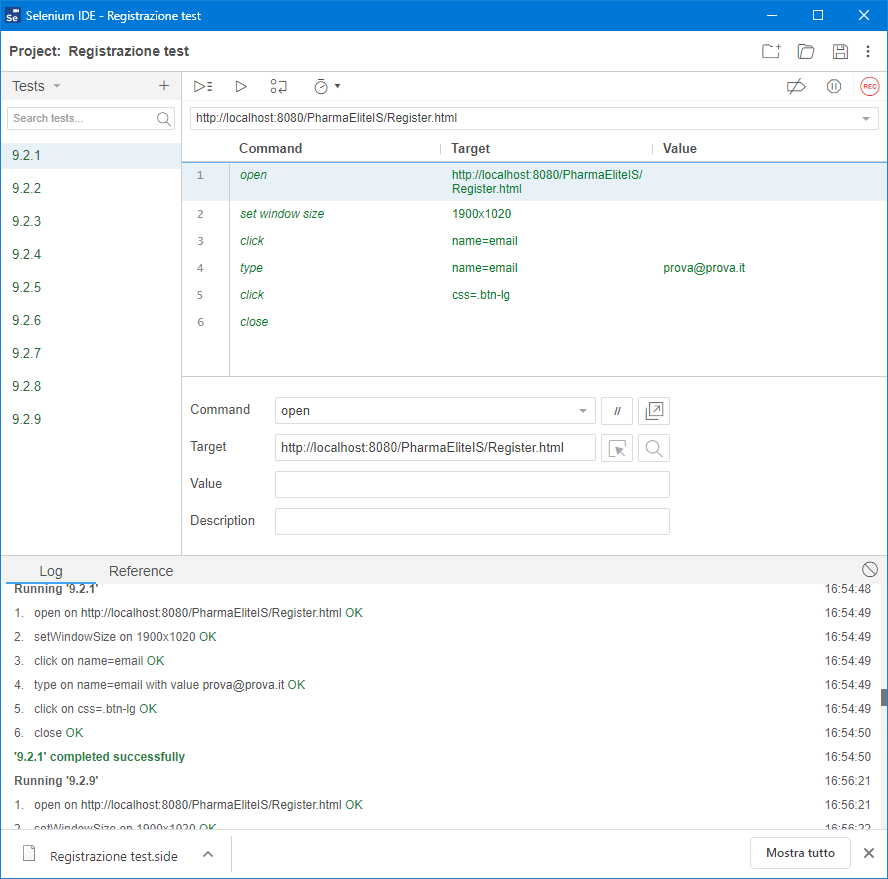 Selenium IDE - Registrazione test
Project: Registrazione test
Tests
Search tests...
REC
http://localhost:8080/PharmaEliteIS/Register.html
9.2.1
9.2.2
9.2.3
9.2.4
9.2.5
9.2.6
9.2.7
9.2.8
9.2.9
Command Target Value
1 open http://localhost:8080/PharmaEliteIS/
Register.html
2 set window size 1900x1020
3 click name=email
4 type name=email prova@prova.it
5 click css=.btn-lg
6 close
Command open //
Target http://localhost:8080/PharmaEliteIS/Register.html
Value
Description
Log Reference
Running '9.2.1' 16:54:48
1. open on http://localhost:8080/PharmaEliteIS/Register.html OK 16:54:49
2. setWindowSize on 1900x1020 OK 16:54:49
3. click on name=email OK 16:54:49
4. type on name=email with value prova@prova.it OK 16:54:49
5. click on css=.btn-lg OK 16:54:49
6. close OK 16:54:50
'9.2.1' completed successfully 16:54:50
Running '9.2.9' 16:56:21
1. open on http://localhost:8080/PharmaEliteIS/Register.html OK 16:56:21
2. setWindowSize on 1900x1020 OK 16:56:22
Registrazione test.side
Mostra tutto